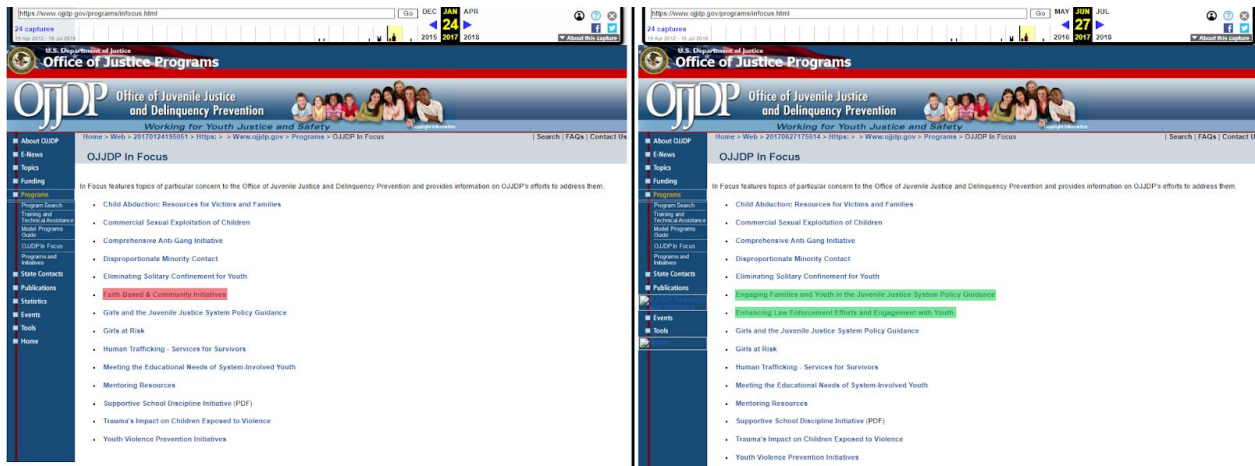 https://www.ojjdp.gov/programs/infocus.html Go DEC JAN APR
24 captures 24
16 Apr 2012 - 16 Jul 2018 2015 2017 2018 About this capture
U.S. Department of Justice
Office of Justice Programs
OJJDP Office of Juvenile Justice
and Delinquency Prevention
Working for Youth Justice and Safety
Home > Web > 20170124195051 > Https: > > Www.ojjdp.gov > Programs > OJJDP In Focus | Search | FAQs | Contact Us
About OJJDP
E-News
Topics
Funding
Programs
Program Search
Training and
Technical Assistance
Model Programs
Guide
OJJDP In Focus
Programs and
Initiatives
State Contacts
Publications
Statistics
Events
Tools
Home
OJJDP In Focus
In Focus features topics of particular concern to the Office of Juvenile Justice and Delinquency Prevention and provides information on OJJDP's efforts to address them.
Child Abduction: Resources for Victims and Families
Commercial Sexual Exploitation of Children
Comprehensive Anti-Gang Initiative
Disproportionate Minority Contact
Eliminating Solitary Confinement for Youth
Faith-Based & Community Initiatives
Girls and the Juvenile Justice System Policy Guidance
Girls at Risk
Human Trafficking - Services for Survivors
Meeting the Educational Needs of System-Involved Youth
Mentoring Resources
Supportive School Discipline Initiative (PDF)
Trauma's Impact on Children Exposed to Violence
Youth Violence Prevention Initiatives
https://www.ojjdp.gov/programs/infocus.html Go MAY JUN JUL
24 captures 27
16 Apr 2012 - 16 Jul 2018 2016 2017 2018 About this capture
U.S. Department of Justice
Office of Justice Programs
OJJDP Office of Juvenile Justice
and Delinquency Prevention
Working for Youth Justice and Safety
Home > Web > 20170627175614 > Https: > > Www.ojjdp.gov > Programs > OJJDP In Focus | Search | FAQs | Contact U
About OJJDP
E-News
Topics
Funding
Programs
Program Search
Training and
Technical Assistance
Model Programs
Guide
OJJDP In Focus
Programs and
Initiatives
State Contacts
Publications
Events
Tools
OJJDP In Focus
In Focus features topics of particular concern to the Office of Juvenile Justice and Delinquency Prevention and provides information on OJJDP's efforts to address them.
Child Abduction: Resources for Victims and Families
Commercial Sexual Exploitation of Children
Comprehensive Anti-Gang Initiative
Disproportionate Minority Contact
Eliminating Solitary Confinement for Youth
Engaging Families and Youth in the Juvenile Justice System Policy Guidance
Enhancing Law Enforcement Efforts and Engagement with Youth
Girls and the Juvenile Justice System Policy Guidance
Girls at Risk
Human Trafficking - Services for Survivors
Meeting the Educational Needs of System-Involved Youth
Mentoring Resources
Supportive School Discipline Initiative (PDF)
Trauma's Impact on Children Exposed to Violence
Youth Violence Prevention Initiatives